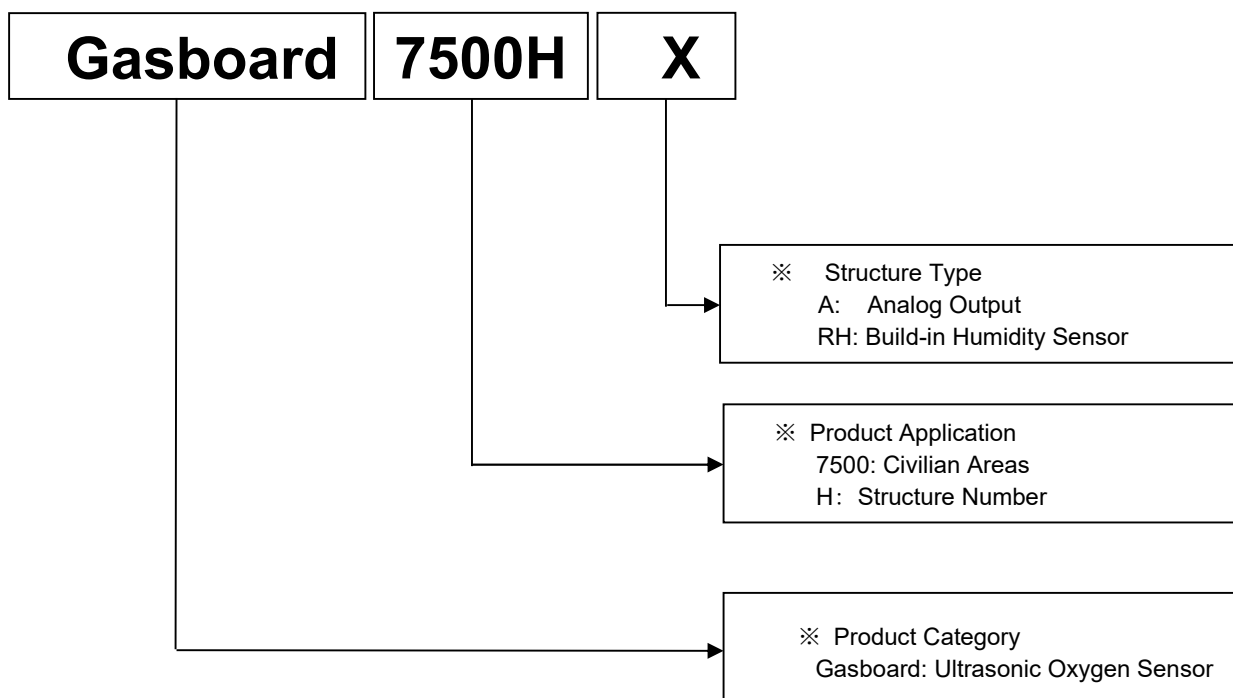 Gasboard 7500H X
※ Structure Type
A: Analog Output
RH: Build-in Humidity Sensor
※ Product Application
7500: Civilian Areas
H: Structure Number
※ Product Category
Gasboard: Ultrasonic Oxygen Sensor